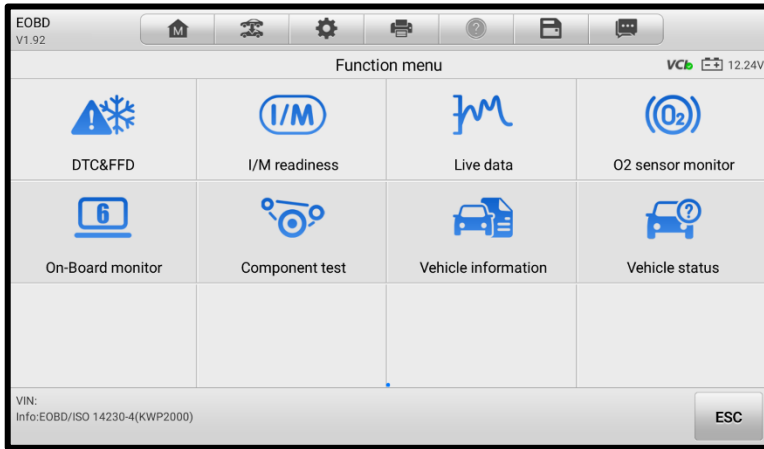 EOBD
V1.92
M
?
Function menu
VCI 12.24V
DTC&FFD
I/M
I/M readiness
Live data
O2
O2 sensor monitor
6
On-Board monitor
Component test
Vehicle information
?
Vehicle status
VIN:
Info:EOBD/ISO 14230-4(KWP2000)
ESC